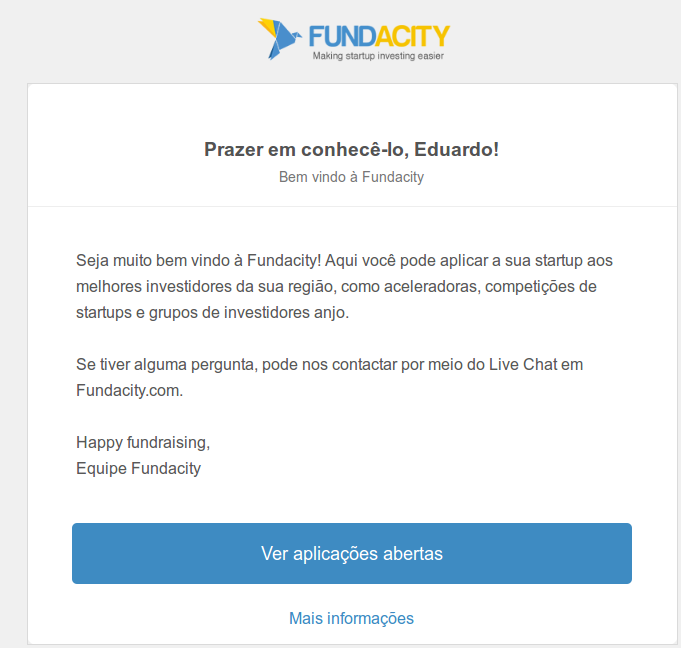 FUNDACITY
Making startup investing easier
Prazer em conhecê-lo, Eduardo!
Bem vindo à Fundacity
Seja muito bem vindo à Fundacity! Aqui você pode aplicar a sua startup aos
melhores investidores da sua região, como aceleradoras, competições de
startups e grupos de investidores anjo.
Se tiver alguma pergunta, pode nos contactar por meio do Live Chat em
Fundacity.com.
Happy fundraising,
Equipe Fundacity
Ver aplicações abertas
Mais informações